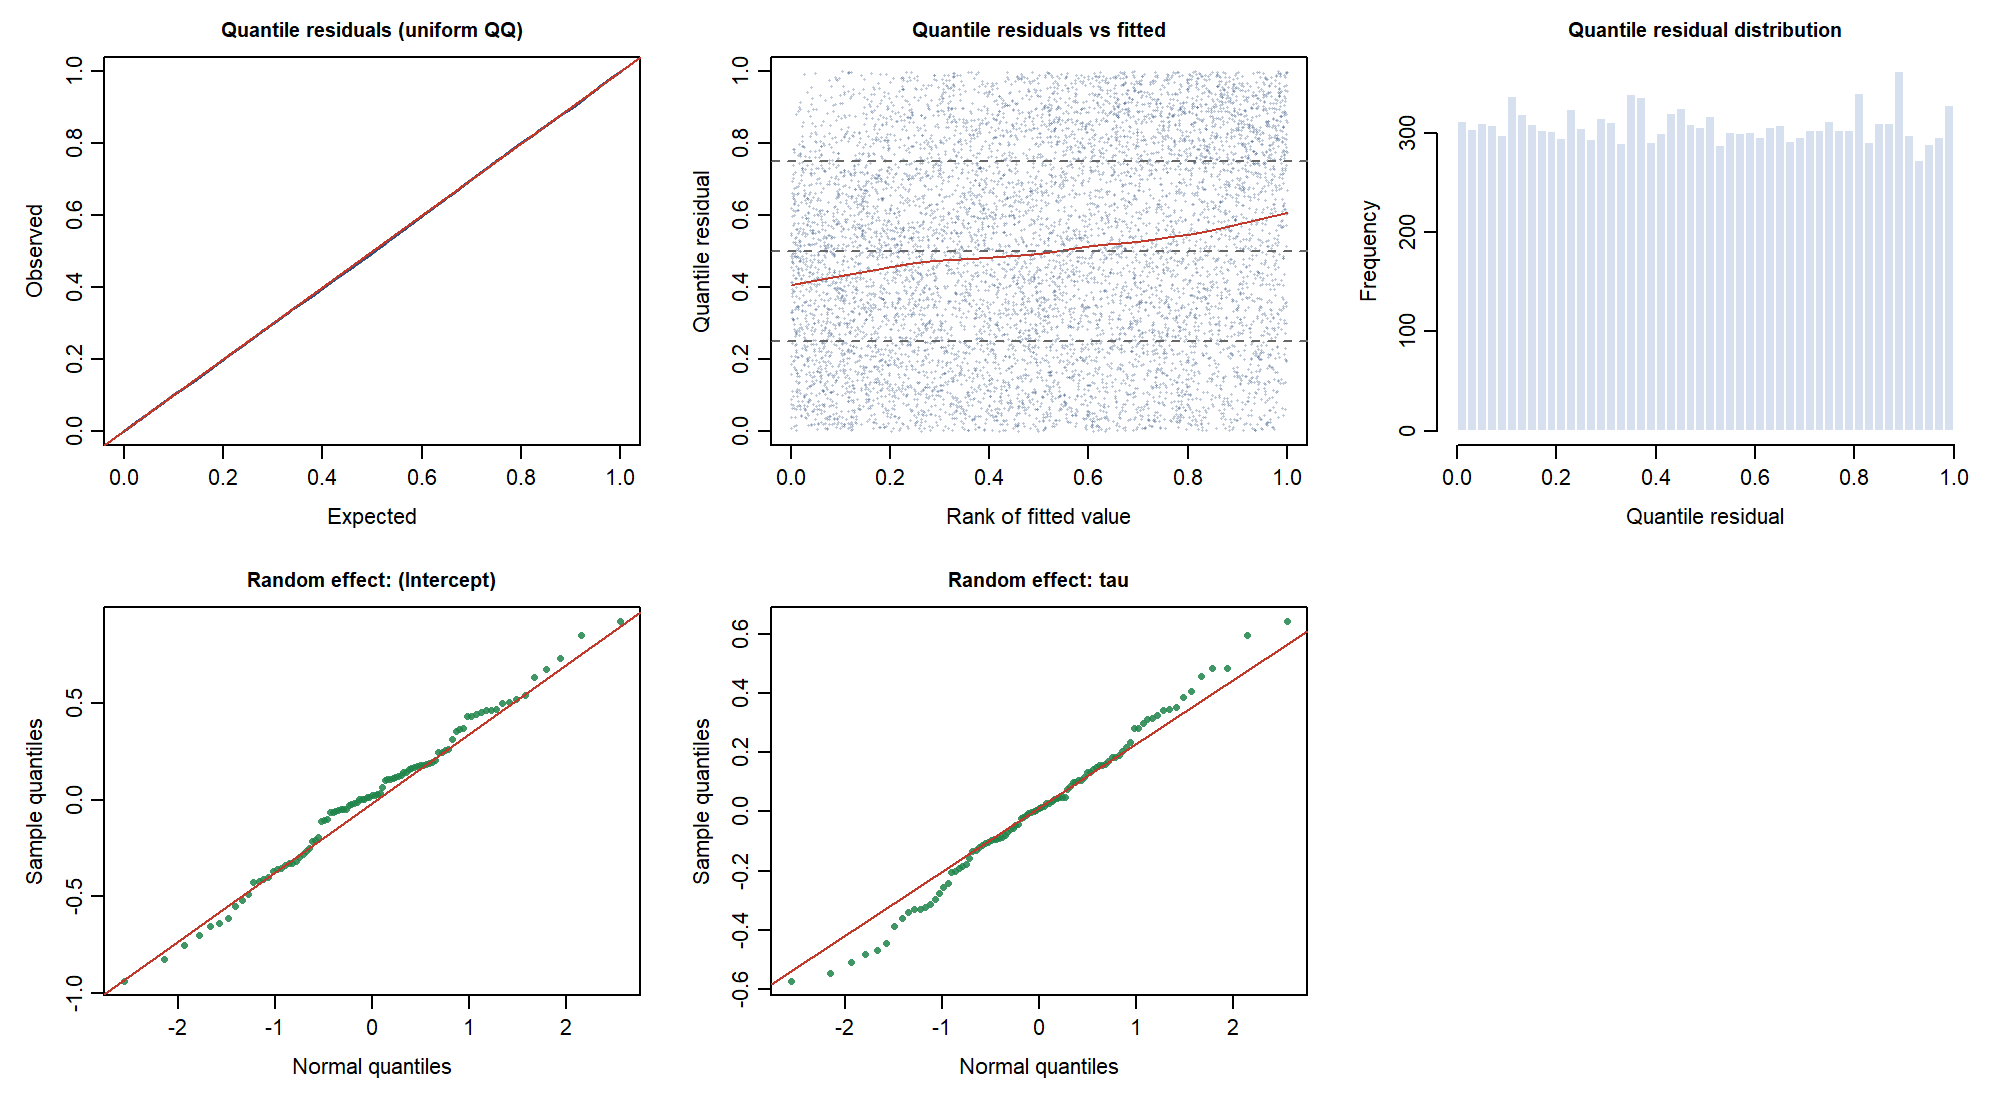 Quantile residuals (uniform QQ)
Observed
0.0 0.2 0.4 0.6 0.8 1.0
0.0 0.2 0.4 0.6 0.8 1.0
Expected
Quantile residuals vs fitted
Quantile residual
0.0 0.2 0.4 0.6 0.8 1.0
0.0 0.2 0.4 0.6 0.8 1.0
Rank of fitted value
Quantile residual distribution
Frequency
0 100 200 300
0.0 0.2 0.4 0.6 0.8 1.0
Quantile residual
Random effect: (Intercept)
Sample quantiles
-1.0 -0.5 0.0 0.5
-2 -1 0 1 2
Normal quantiles
Random effect: tau
Sample quantiles
-0.6 -0.4 -0.2 0.0 0.2 0.4 0.6
-2 -1 0 1 2
Normal quantiles